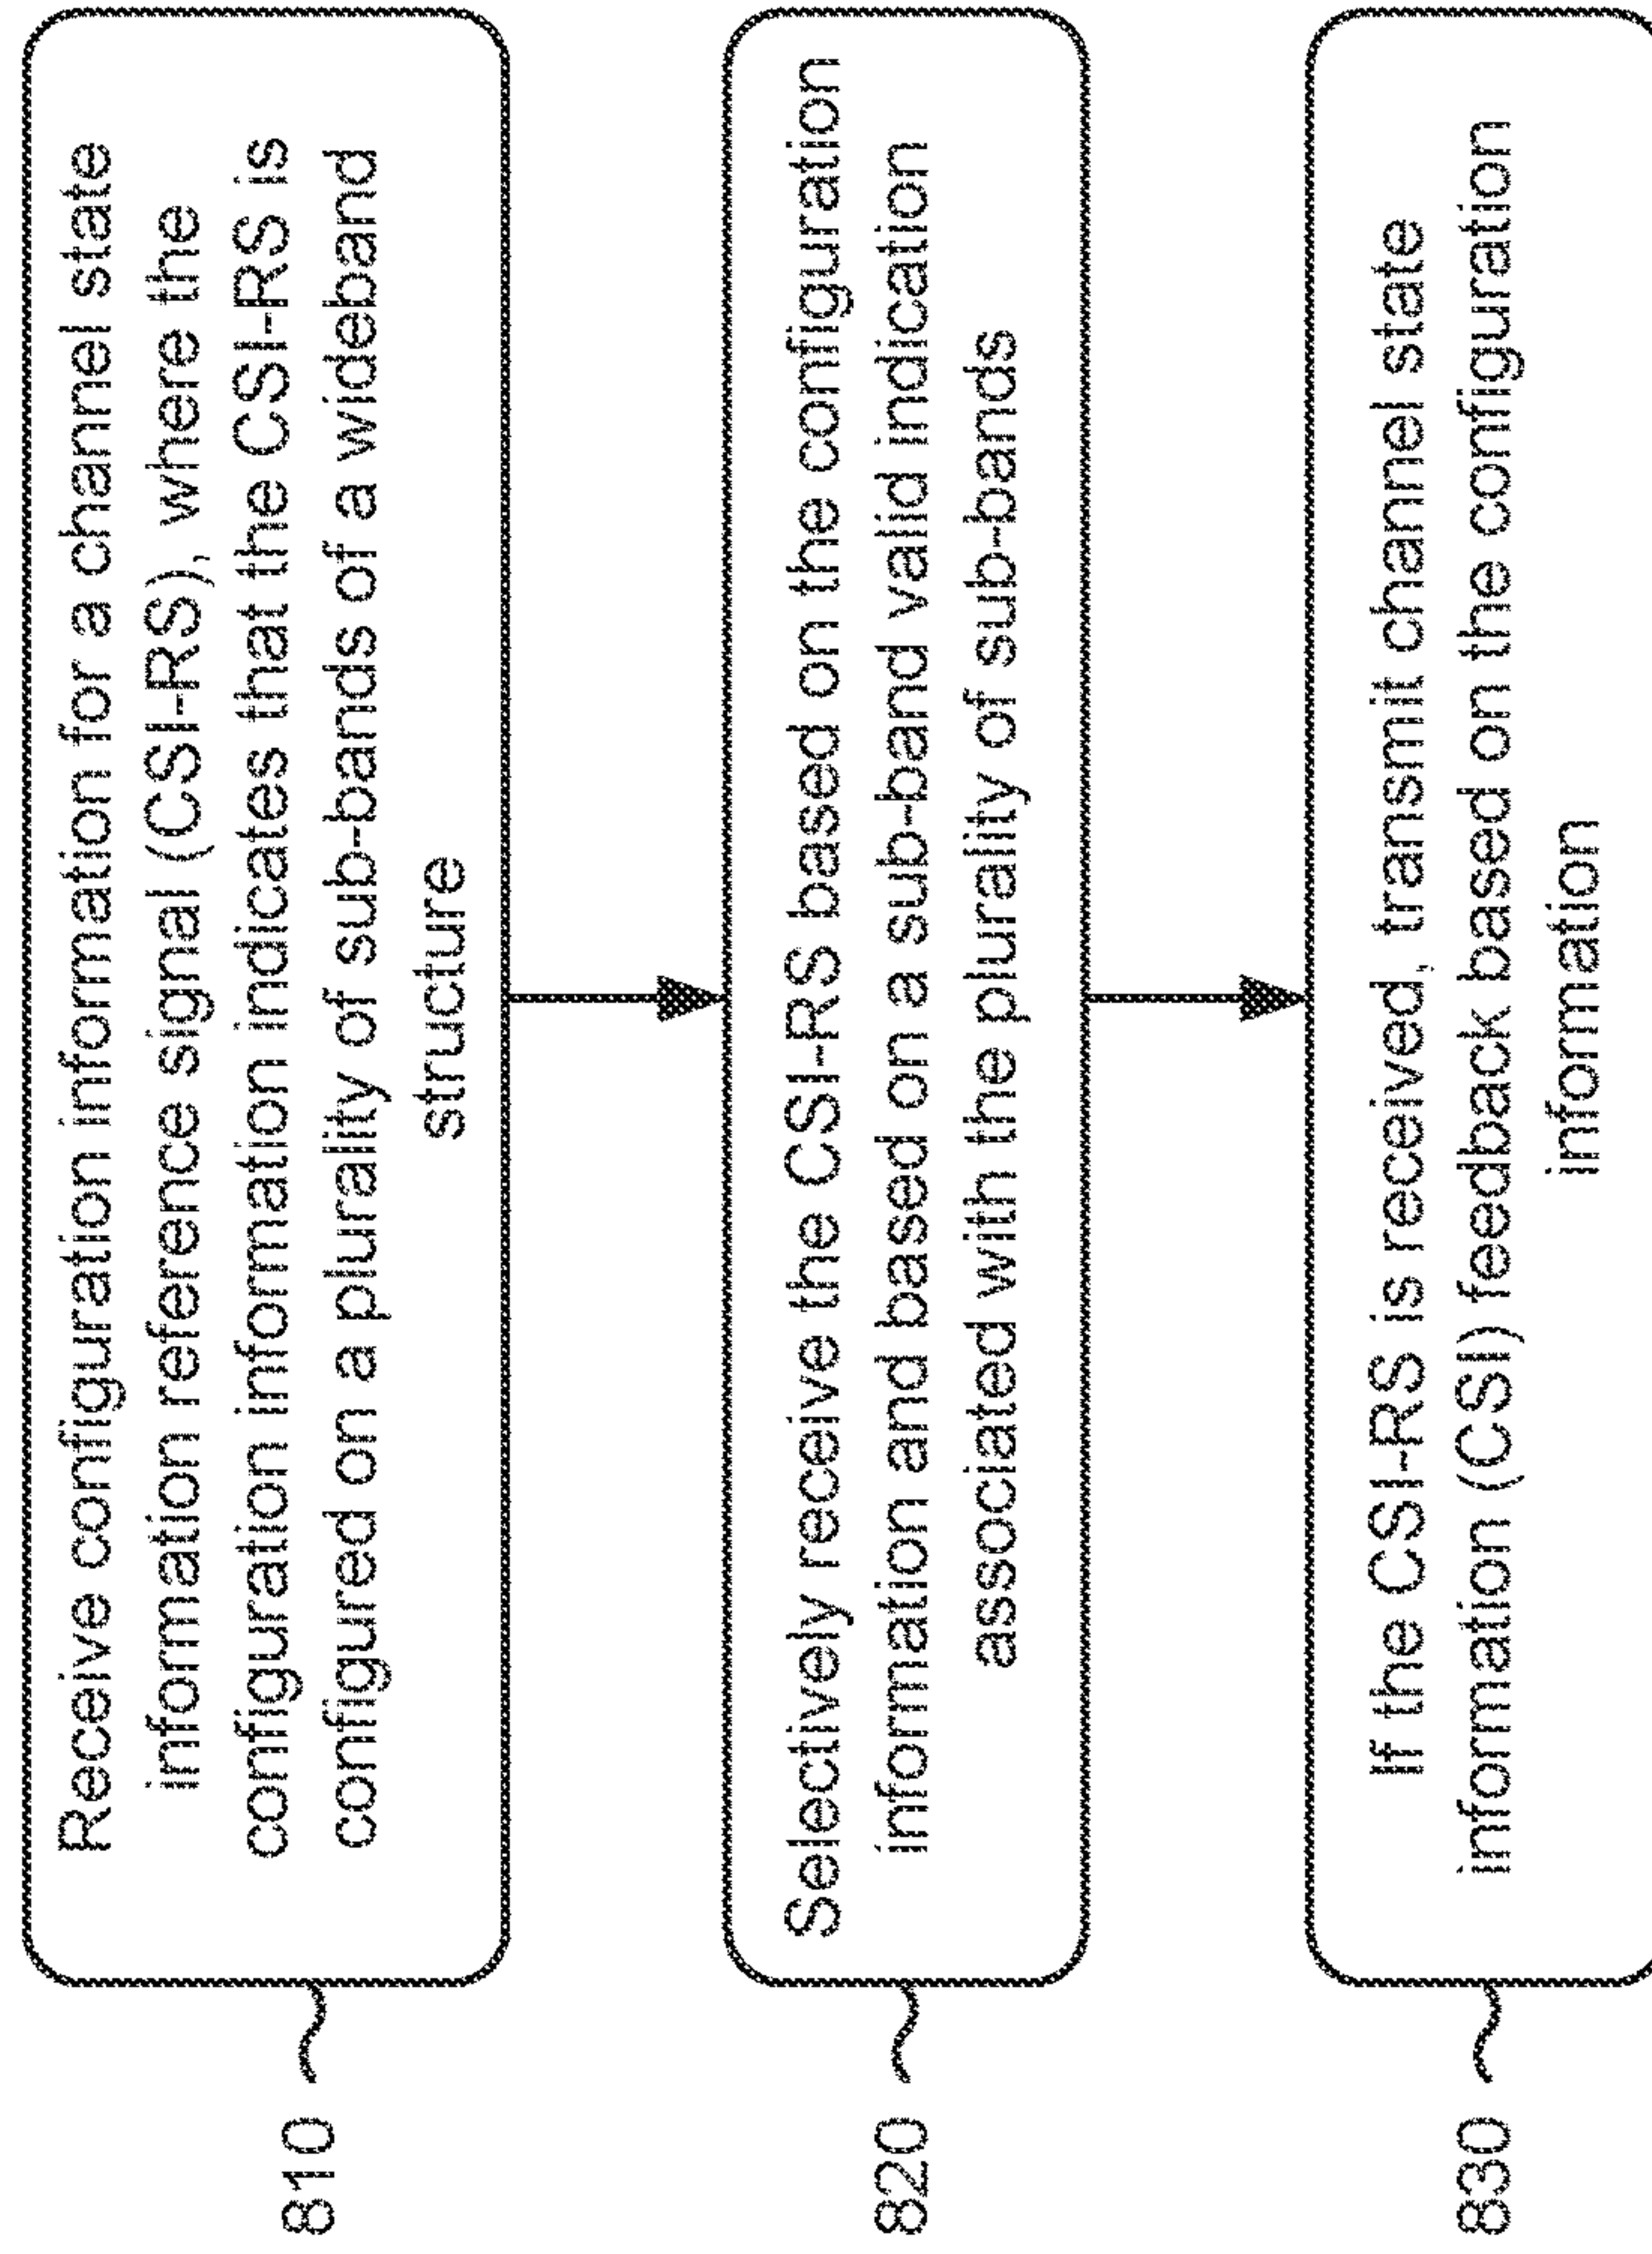 810
Receive configuration information for a channel state
information reference signal (CSI-RS), where the
configuration information indicates that the CSI-RS is
configured on a plurality of sub-bands of a wideband
structure
820
Selectively receive the CSI-RS based on the configuration
information and based on a sub-band valid indication
associated with the plurality of sub-bands
830
If the CSI-RS is received, transmit channel state
information (CSI) feedback based on the configuration
information